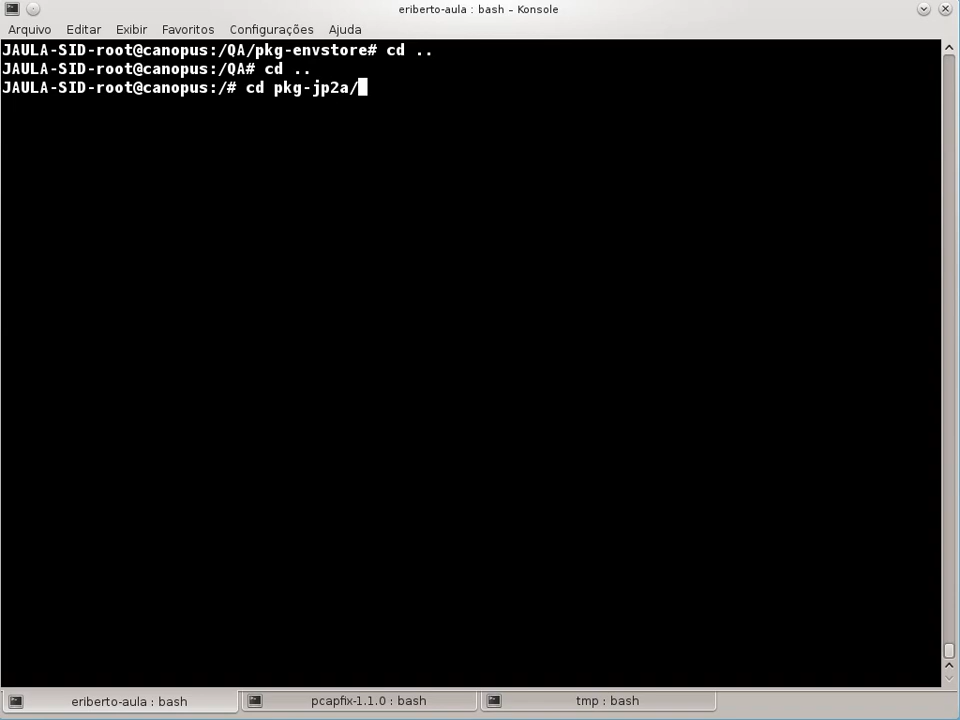 eriberto-aula : bash – Konsole
Arquivo Editar Exibir Favoritos Configurações Ajuda
JAULA-SID-root@canopus:/QA/pkg-envstore# cd ..
JAULA-SID-root@canopus:/QA# cd ..
JAULA-SID-root@canopus:/# cd pkg-jp2a/
eriberto-aula : bash pcapfix-1.1.0 : bash tmp : bash